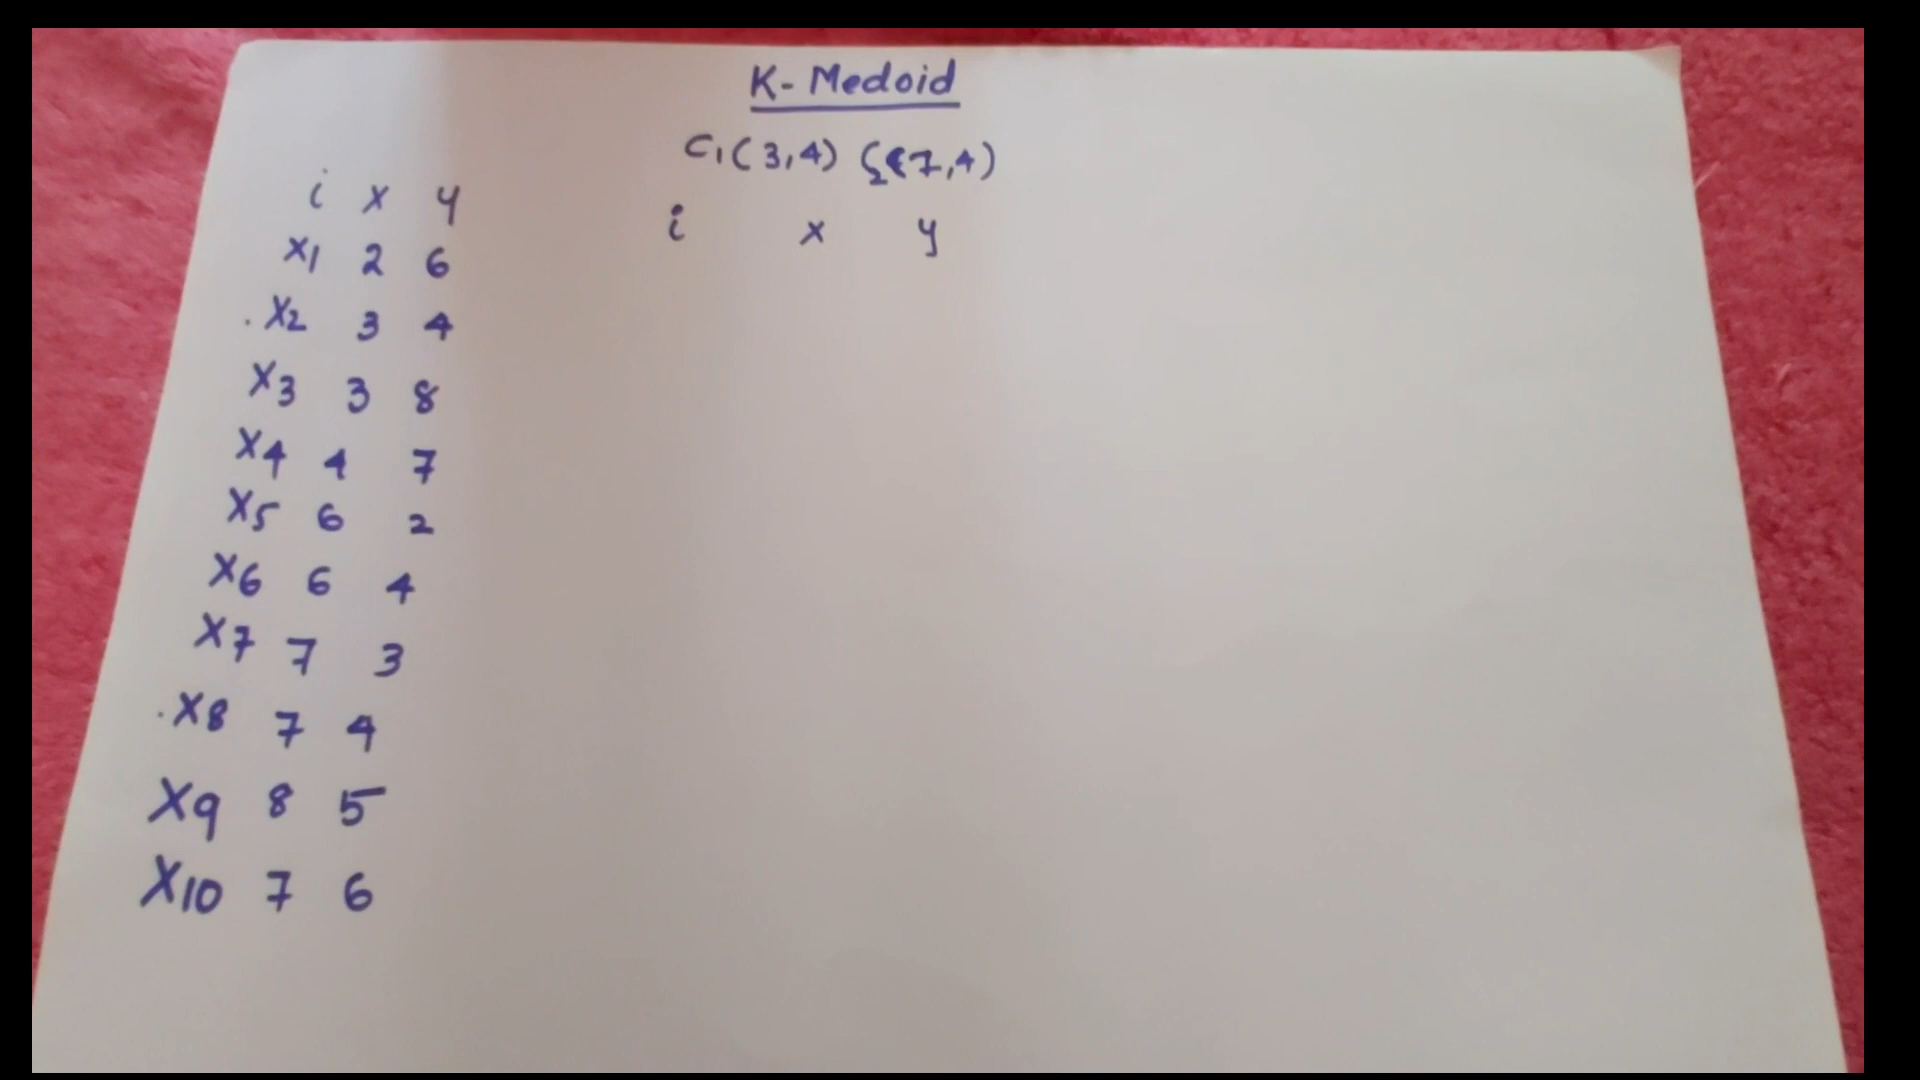 K- Medoid
C1(3,4) C2(7,4)
i x y
x1 2 6
.X2 3 4
X3 3 8
X4 4 7
X5 6 2
X6 6 4
X7 7 3
.X8 7 4
X9 8 5
X10 7 6
i x y